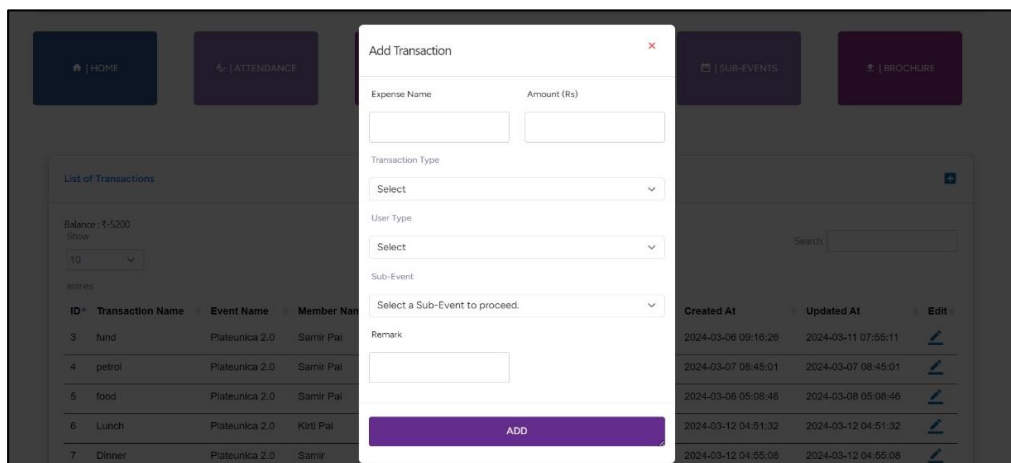 Add Transaction
×
| HOME
| ATTENDANCE
| SUB-EVENTS
| BROCHURE
Expense Name Amount (Rs)
Transaction Type
Select
User Type
Select
Sub-Event
Select a Sub-Event to proceed.
Remark
ADD
List of Transactions
Balance : ₹-5200
Show
10
entries
Search:
ID Transaction Name Event Name Member Nam Created At Updated At Edit
3 fund Plateunica 2.0 Samir Pal 2024-03-06 09:16:26 2024-03-11 07:55:11
4 petrol Plateunica 2.0 Samir Pal 2024-03-07 08:45:01 2024-03-07 08:45:01
5 food Plateunica 2.0 Samir Pal 2024-03-08 05:08:46 2024-03-08 05:08:46
6 Lunch Plateunica 2.0 Kirti Pal 2024-03-12 04:51:32 2024-03-12 04:51:32
7 Dinner Plateunica 2.0 Samir 2024-03-12 04:55:08 2024-03-12 04:55:08